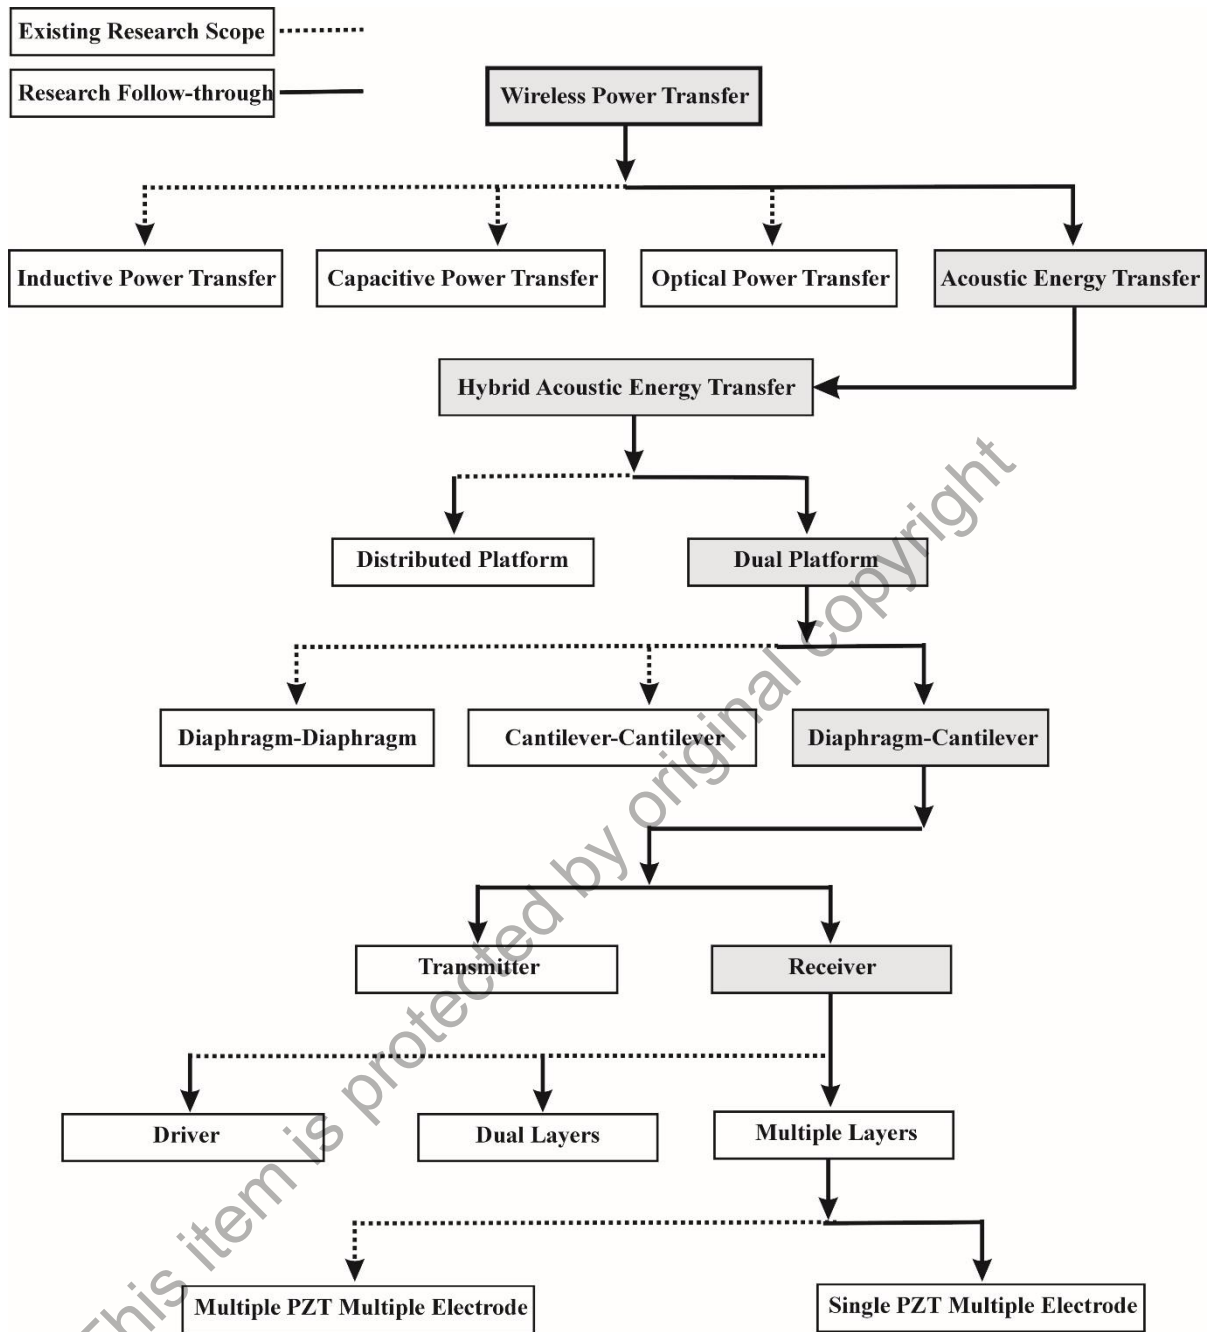 Existing Research Scope
Research Follow-through
Wireless Power Transfer
Inductive Power Transfer
Capacitive Power Transfer
Optical Power Transfer
Acoustic Energy Transfer
Hybrid Acoustic Energy Transfer
Distributed Platform
Dual Platform
Diaphragm-Diaphragm
Cantilever-Cantilever
Diaphragm-Cantilever
Transmitter
Receiver
Driver
Dual Layers
Multiple Layers
Multiple PZT Multiple Electrode
Single PZT Multiple Electrode
This item is protected by original copyright